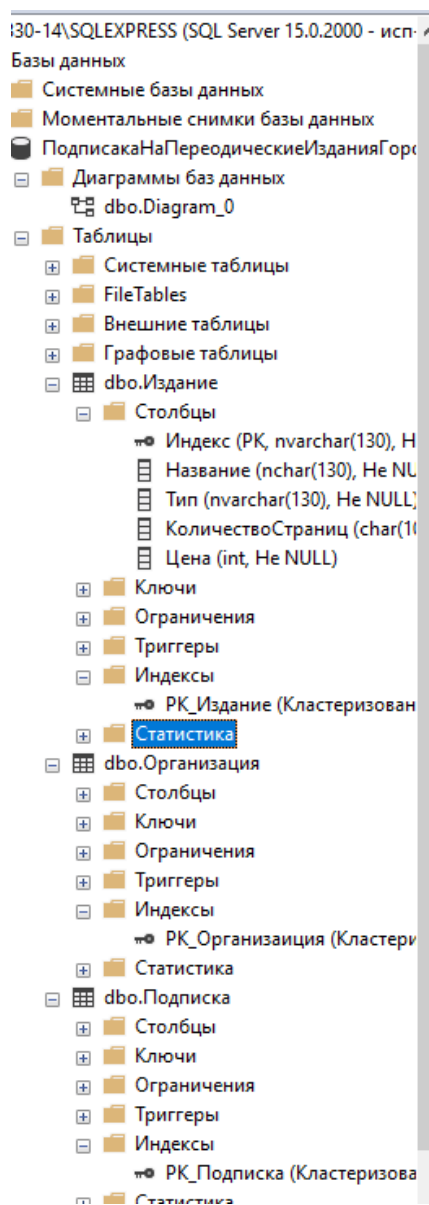 330-14\SQLEXPRESS (SQL Server 15.0.2000 - исп-
Базы данных
Системные базы данных
Моментальные снимки базы данных
ПодписакаНаПереодическиеИзданияГоро
Диаграммы баз данных
dbo.Diagram_0
Таблицы
Системные таблицы
FileTables
Внешние таблицы
Графовые таблицы
dbo.Издание
Столбцы
Индекс (PK, nvarchar(130), Н
Название (nchar(130), Не NU
Тип (nvarchar(130), Не NULL)
КоличествоСтраниц (char(10
Цена (int, Не NULL)
Ключи
Ограничения
Триггеры
Индексы
PK_Издание (Кластеризован
Статистика
dbo.Организация
Столбцы
Ключи
Ограничения
Триггеры
Индексы
PK_Организаиция (Кластери
Статистика
dbo.Подписка
Столбцы
Ключи
Ограничения
Триггеры
Индексы
PK_Подписка (Кластеризова
Статистика